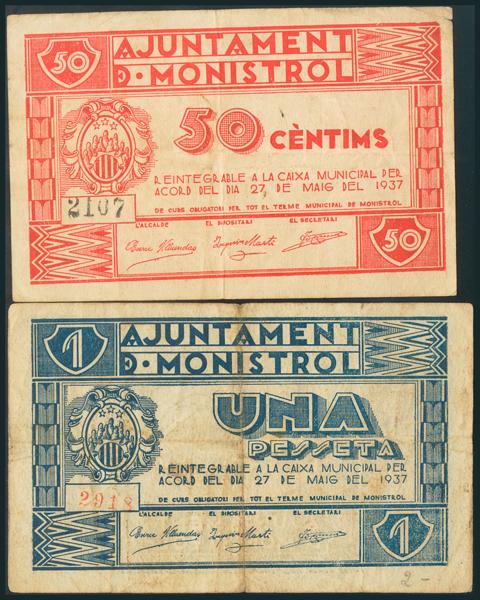 50
AJUNTAMENT
D· MONISTROL
50 CÈNTIMS
REINTEGRABLE A LA CAIXA MUNICIPAL PER
ACORD DEL DIA 27 DE MAIG DEL 1937
2107
DE CURS OBLIGATORI PER TOT EL TERME MUNICIPAL DE MONISTROL
L'ALCALDE EL DIPOSITARI EL SECRETARI
50
1
AJUNTAMENT
D· MONISTROL
UNA
PESSETA
REINTEGRABLE A LA CAIXA MUNICIPAL PER
ACORD DEL DIA 27 DE MAIG DEL 1937
2918
DE CURS OBLIGATORI PER TOT EL TERME MUNICIPAL DE MONISTROL
L'ALCALDE EL DIPOSITARI EL SECRETARI
1
2-